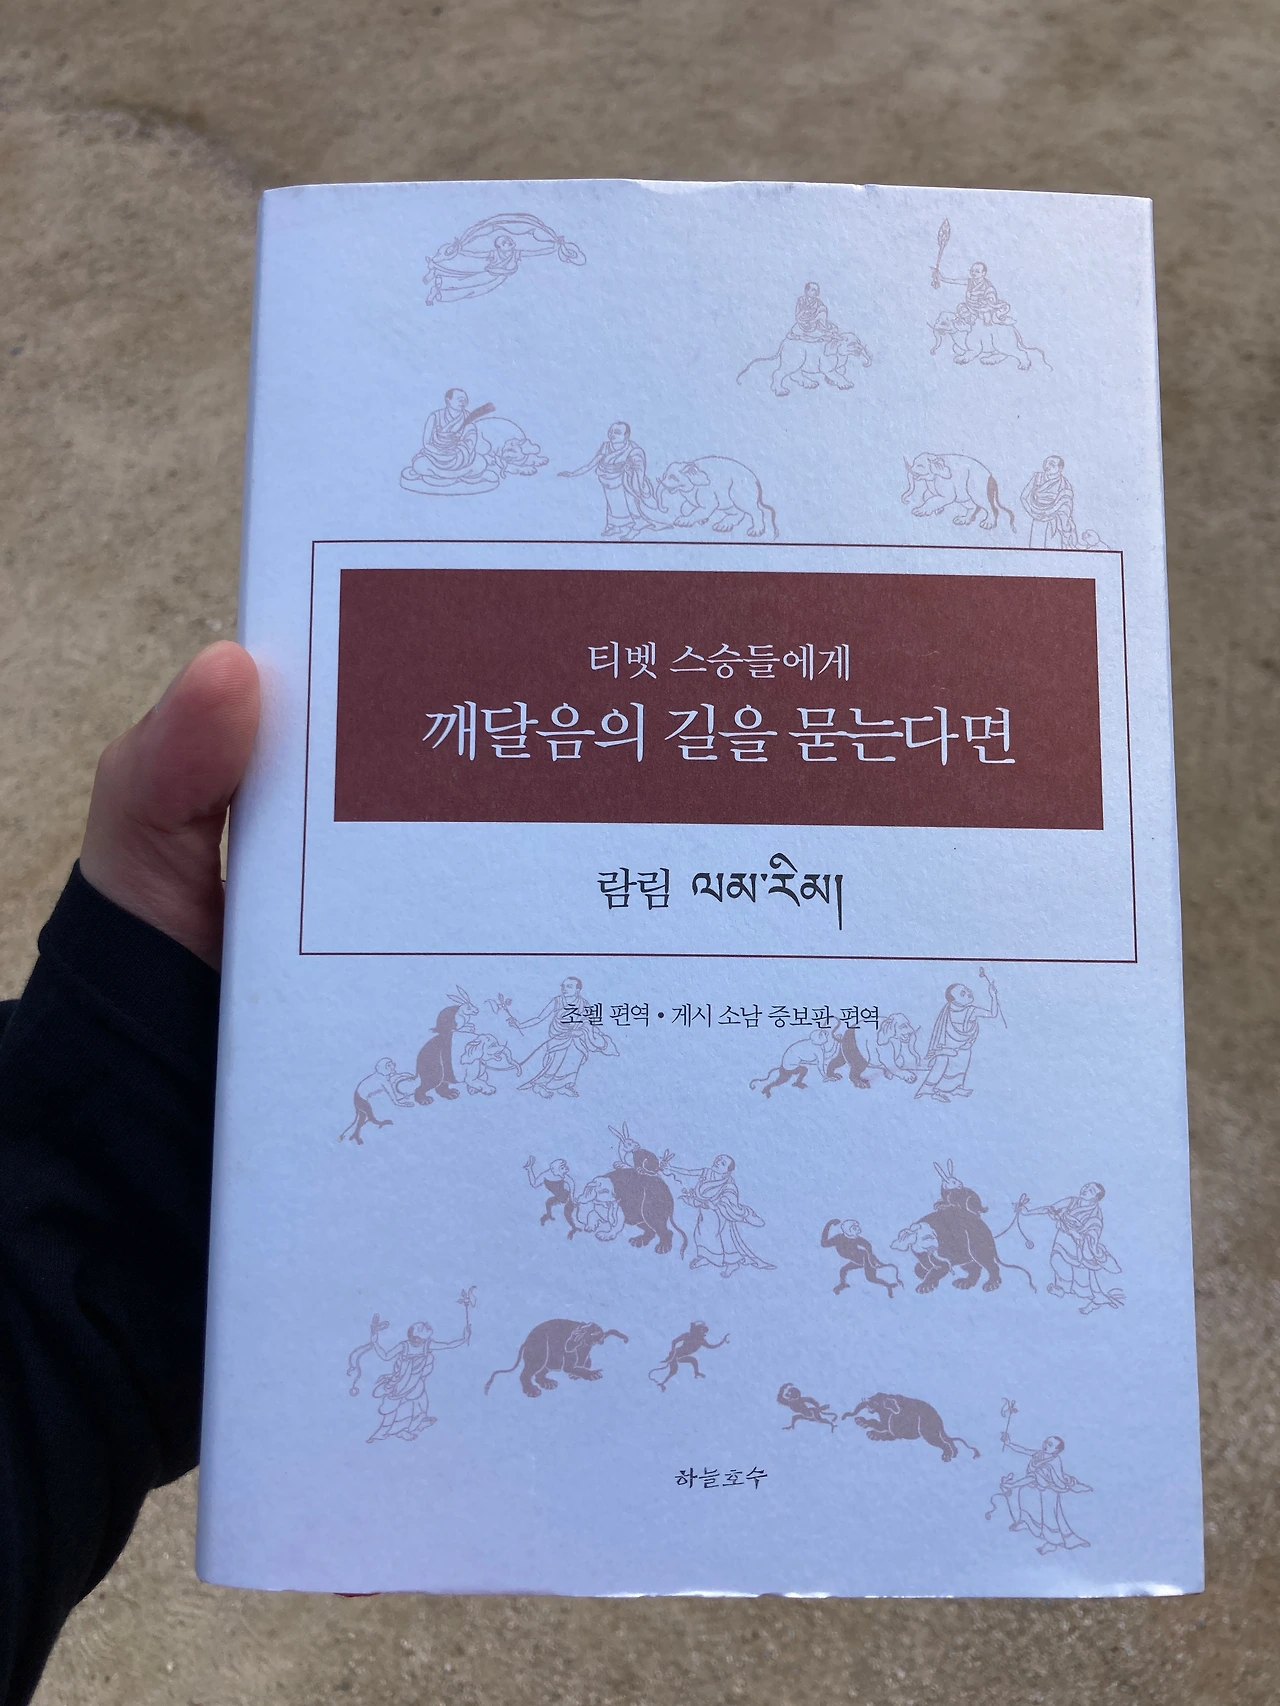 티벳 스승들에게
깨달음의 길을 묻는다면
람림 ལམ་རིམ།
초펠 편역 • 게시 소남 증보판 편역
하늘호수